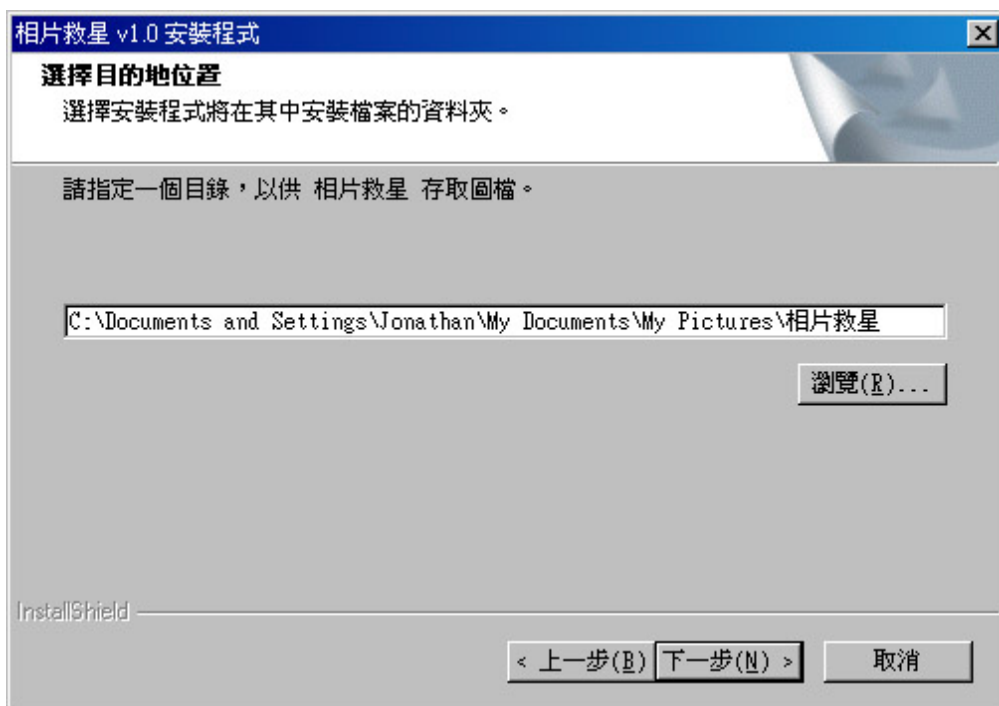 相片救星 v1.0 安裝程式
選擇目的地位置
選擇安裝程式將在其中安裝檔案的資料夾。
請指定一個目錄，以供 相片救星 存取圖檔。
C:\Documents and Settings\Jonathan\My Documents\My Pictures\相片救星
瀏覽(R)...
InstallShield
< 上一步(B) 下一步(N) > 取消